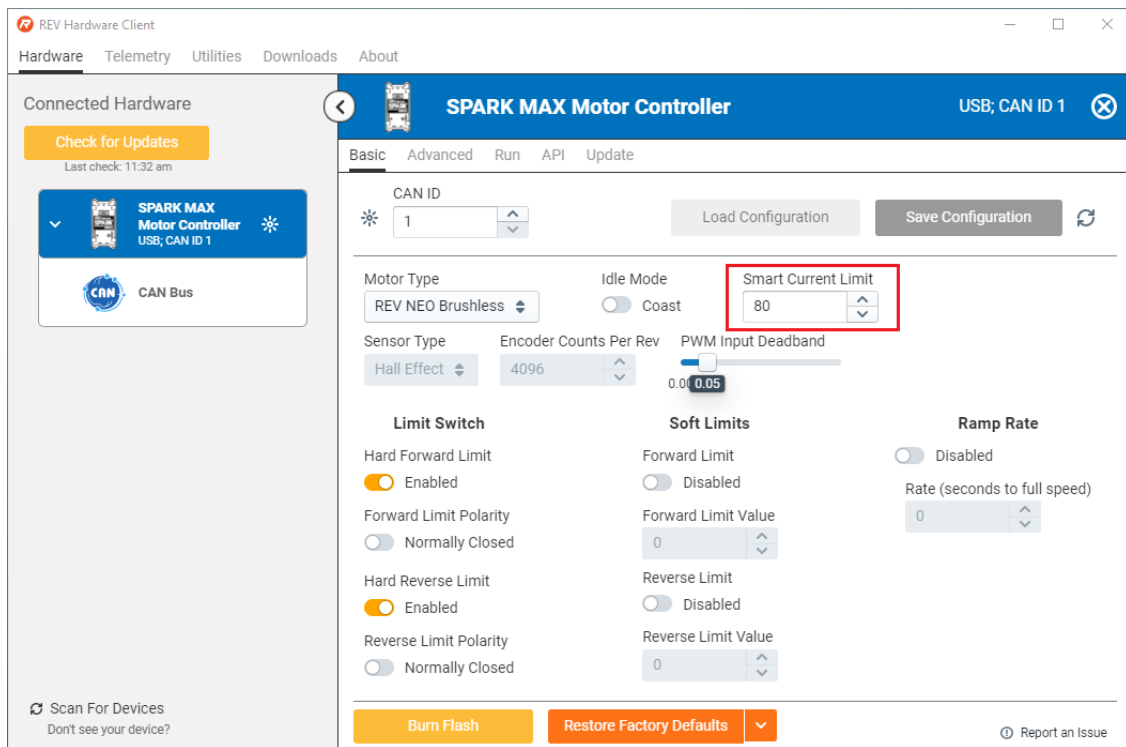 REV Hardware Client
Hardware Telemetry Utilities Downloads About
Connected Hardware
Check for Updates
Last check: 11:32 am
SPARK MAX
Motor Controller
USB; CAN ID 1
CAN CAN Bus
Scan For Devices
Don't see your device?
SPARK MAX Motor Controller USB; CAN ID 1
Basic Advanced Run API Update
CAN ID
1 Load Configuration Save Configuration
Motor Type Idle Mode Smart Current Limit
REV NEO Brushless Coast 80
Sensor Type Encoder Counts Per Rev PWM Input Deadband
Hall Effect 4096
0.05
Limit Switch Soft Limits Ramp Rate
Hard Forward Limit Forward Limit Disabled
Enabled Disabled Rate (seconds to full speed)
Forward Limit Polarity Forward Limit Value 0
Normally Closed 0
Hard Reverse Limit Reverse Limit
Enabled Disabled
Reverse Limit Polarity Reverse Limit Value
Normally Closed 0
Burn Flash Restore Factory Defaults Report an Issue